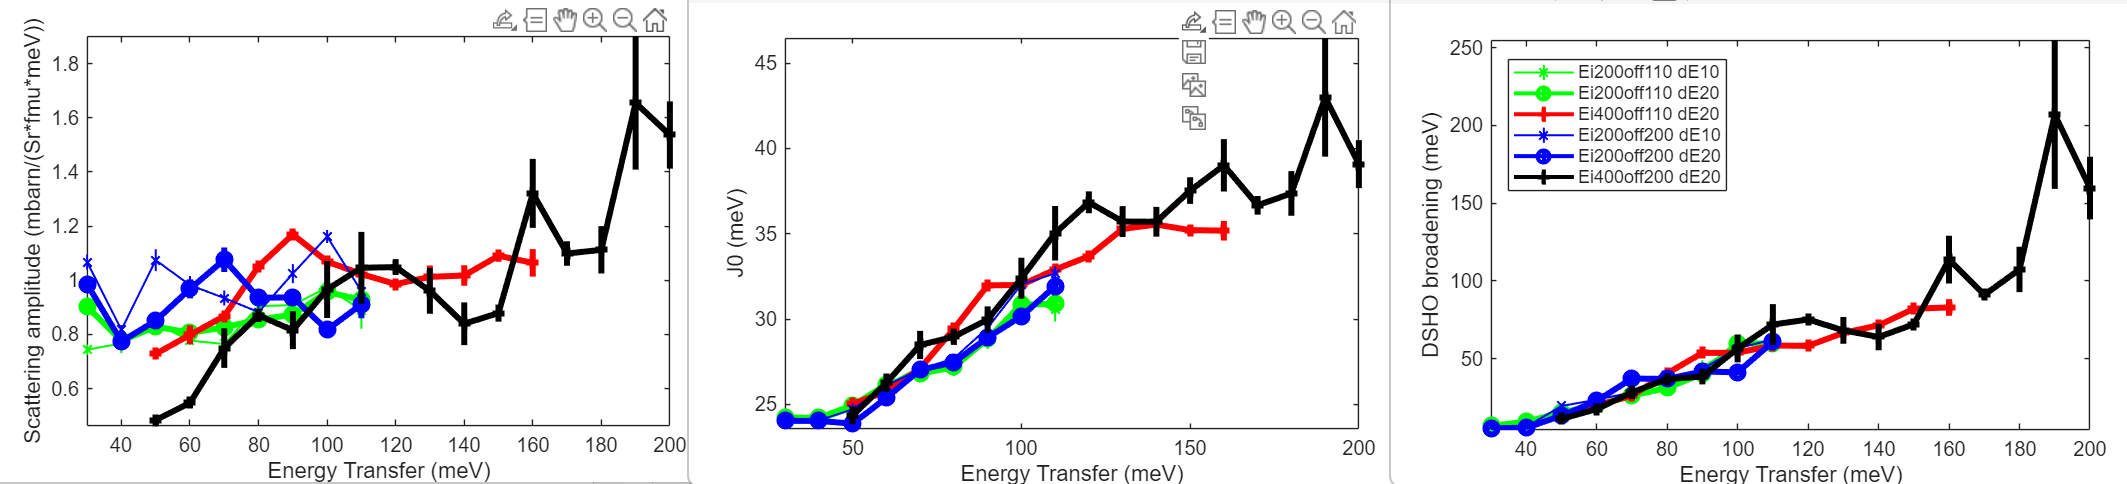 Scattering amplitude (mbarn/(Sr*fmu*meV))
1.8
1.6
1.4
1.2
1
0.8
0.6
40 60 80 100 120 140 160 180 200
Energy Transfer (meV)
J0 (meV)
45
40
35
30
25
50 100 150 200
Energy Transfer (meV)
DSHO broadening (meV)
250
200
150
100
50
Ei200off110 dE10
Ei200off110 dE20
Ei400off110 dE20
Ei200off200 dE10
Ei200off200 dE20
Ei400off200 dE20
40 60 80 100 120 140 160 180 200
Energy Transfer (meV)